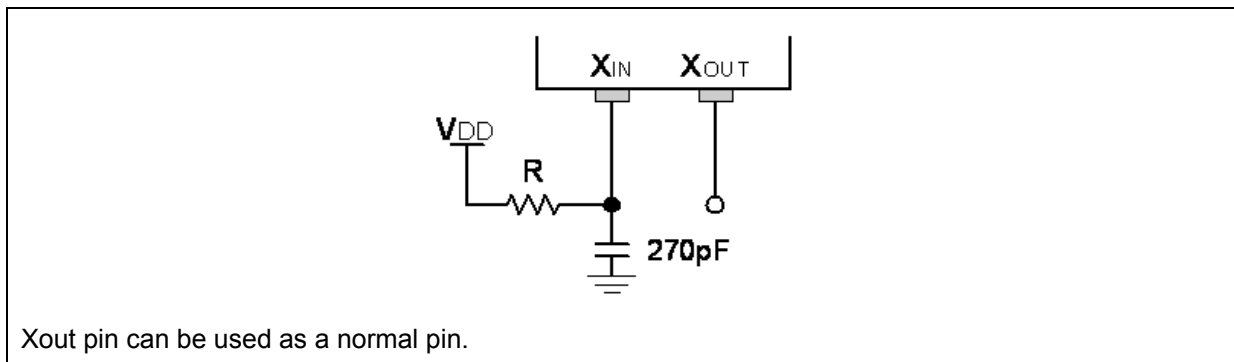 XIN XOUT
VDD
R
270pF
Xout pin can be used as a normal pin.